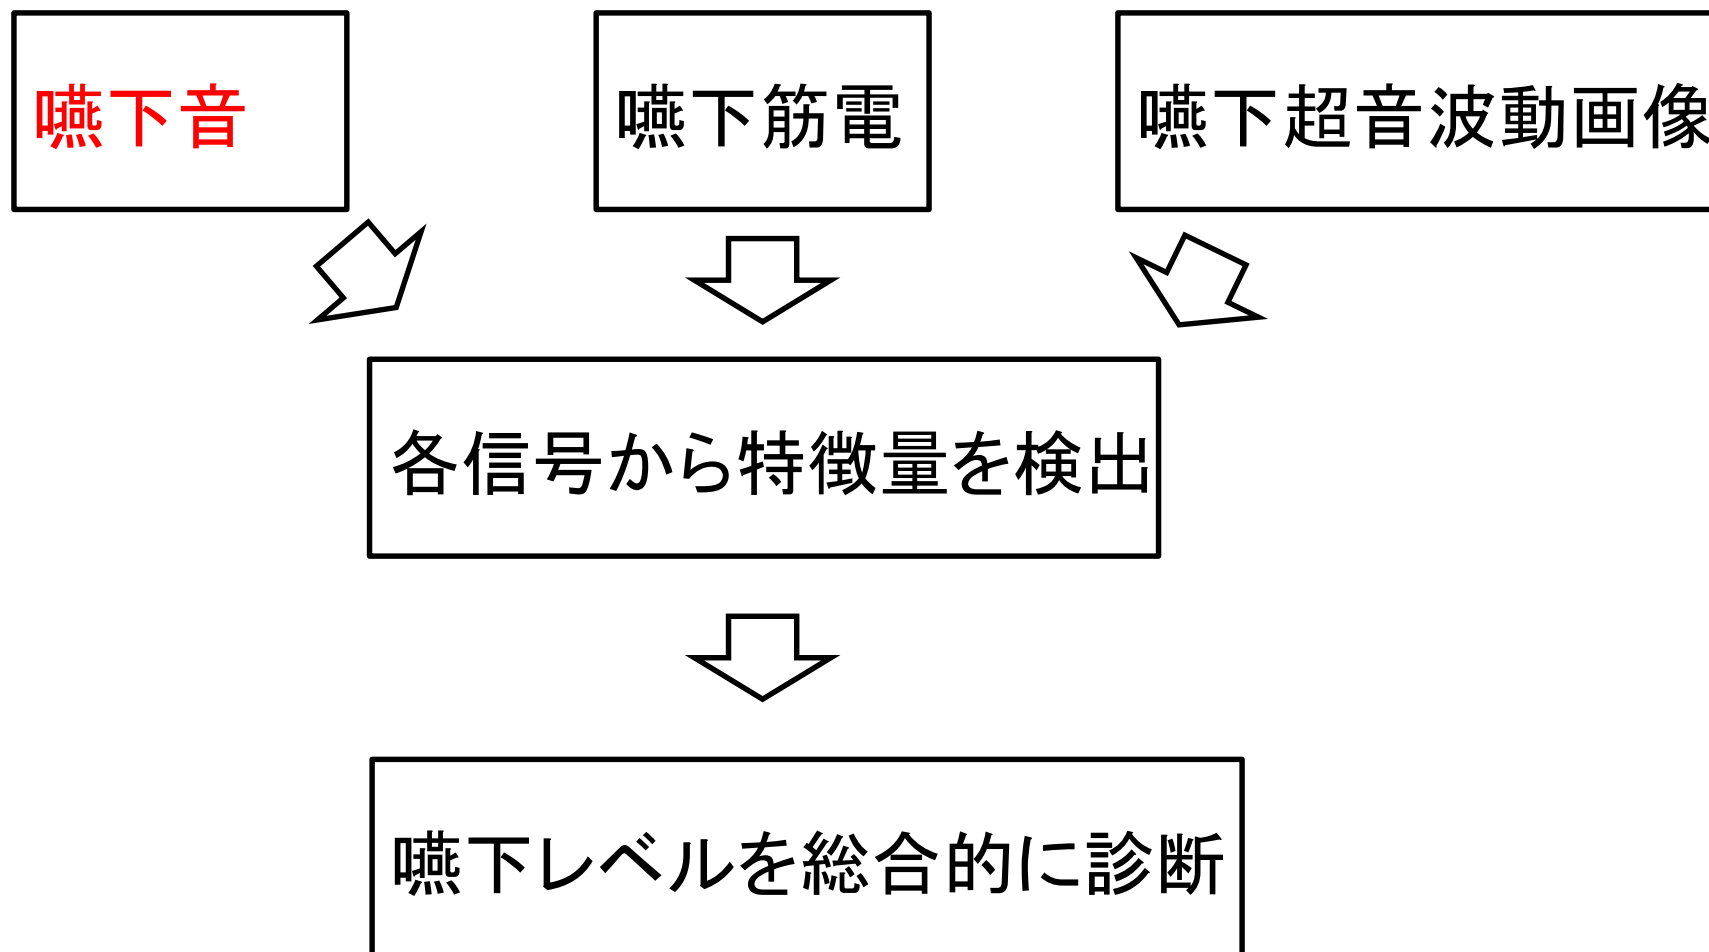 嚥下音
嚥下筋電
嚥下超音波動画像
各信号から特徴量を検出
嚥下レベルを総合的に診断